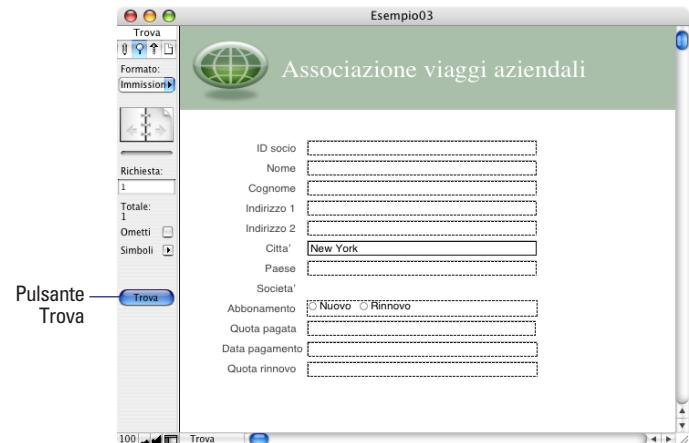 Esempio03
Trova
Formato:
Immission
Richiesta:
1
Totale:
1
Ometti
Simboli
Trova
Pulsante
Trova
Associazione viaggi aziendali
ID socio
Nome
Cognome
Indirizzo 1
Indirizzo 2
Citta' New York
Paese
Societa'
Abbonamento Nuovo Rinnovo
Quota pagata
Data pagamento
Quota rinnovo
100 Trova